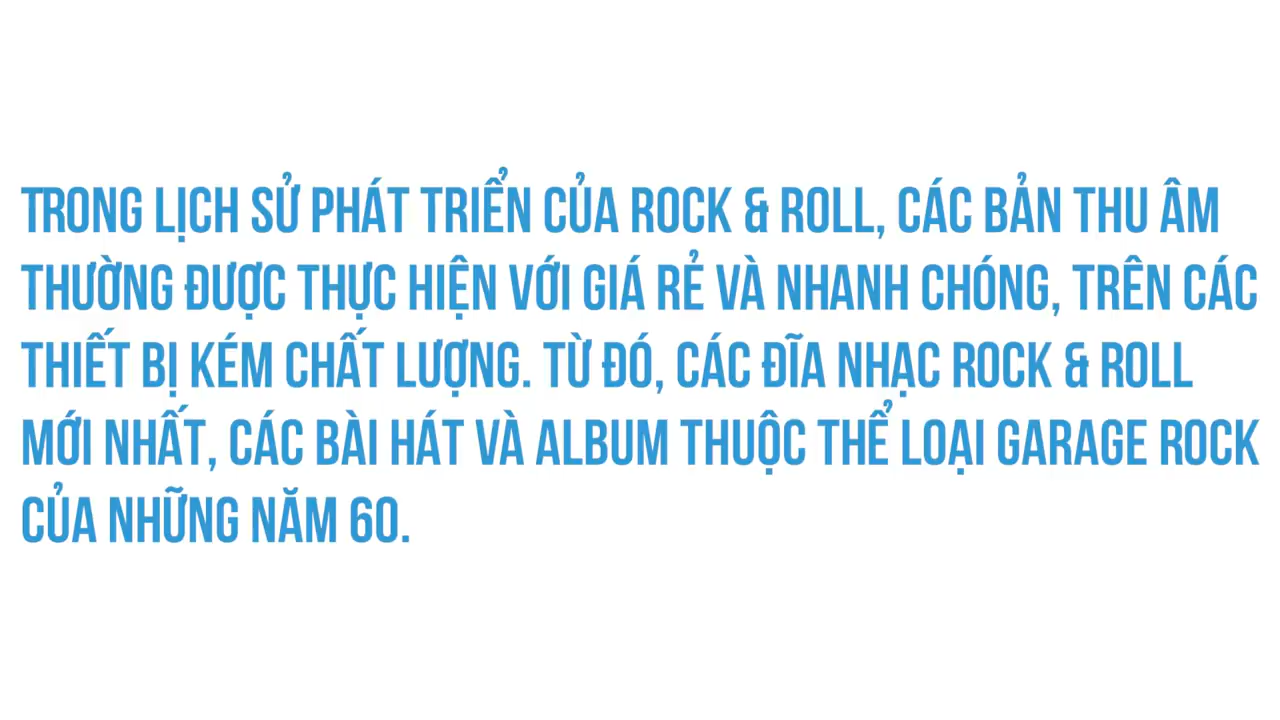 TRONG LỊCH SỬ PHÁT TRIỂN CỦA ROCK & ROLL, CÁC BẢN THU ÂM
THƯỜNG ĐƯỢC THỰC HIỆN VỚI GIÁ RẺ VÀ NHANH CHÓNG, TRÊN CÁC
THIẾT BỊ KÉM CHẤT LƯỢNG. TỪ ĐÓ, CÁC ĐĨA NHẠC ROCK & ROLL
MỚI NHẤT, CÁC BÀI HÁT VÀ ALBUM THUỘC THỂ LOẠI GARAGE ROCK
CỦA NHỮNG NĂM 60.